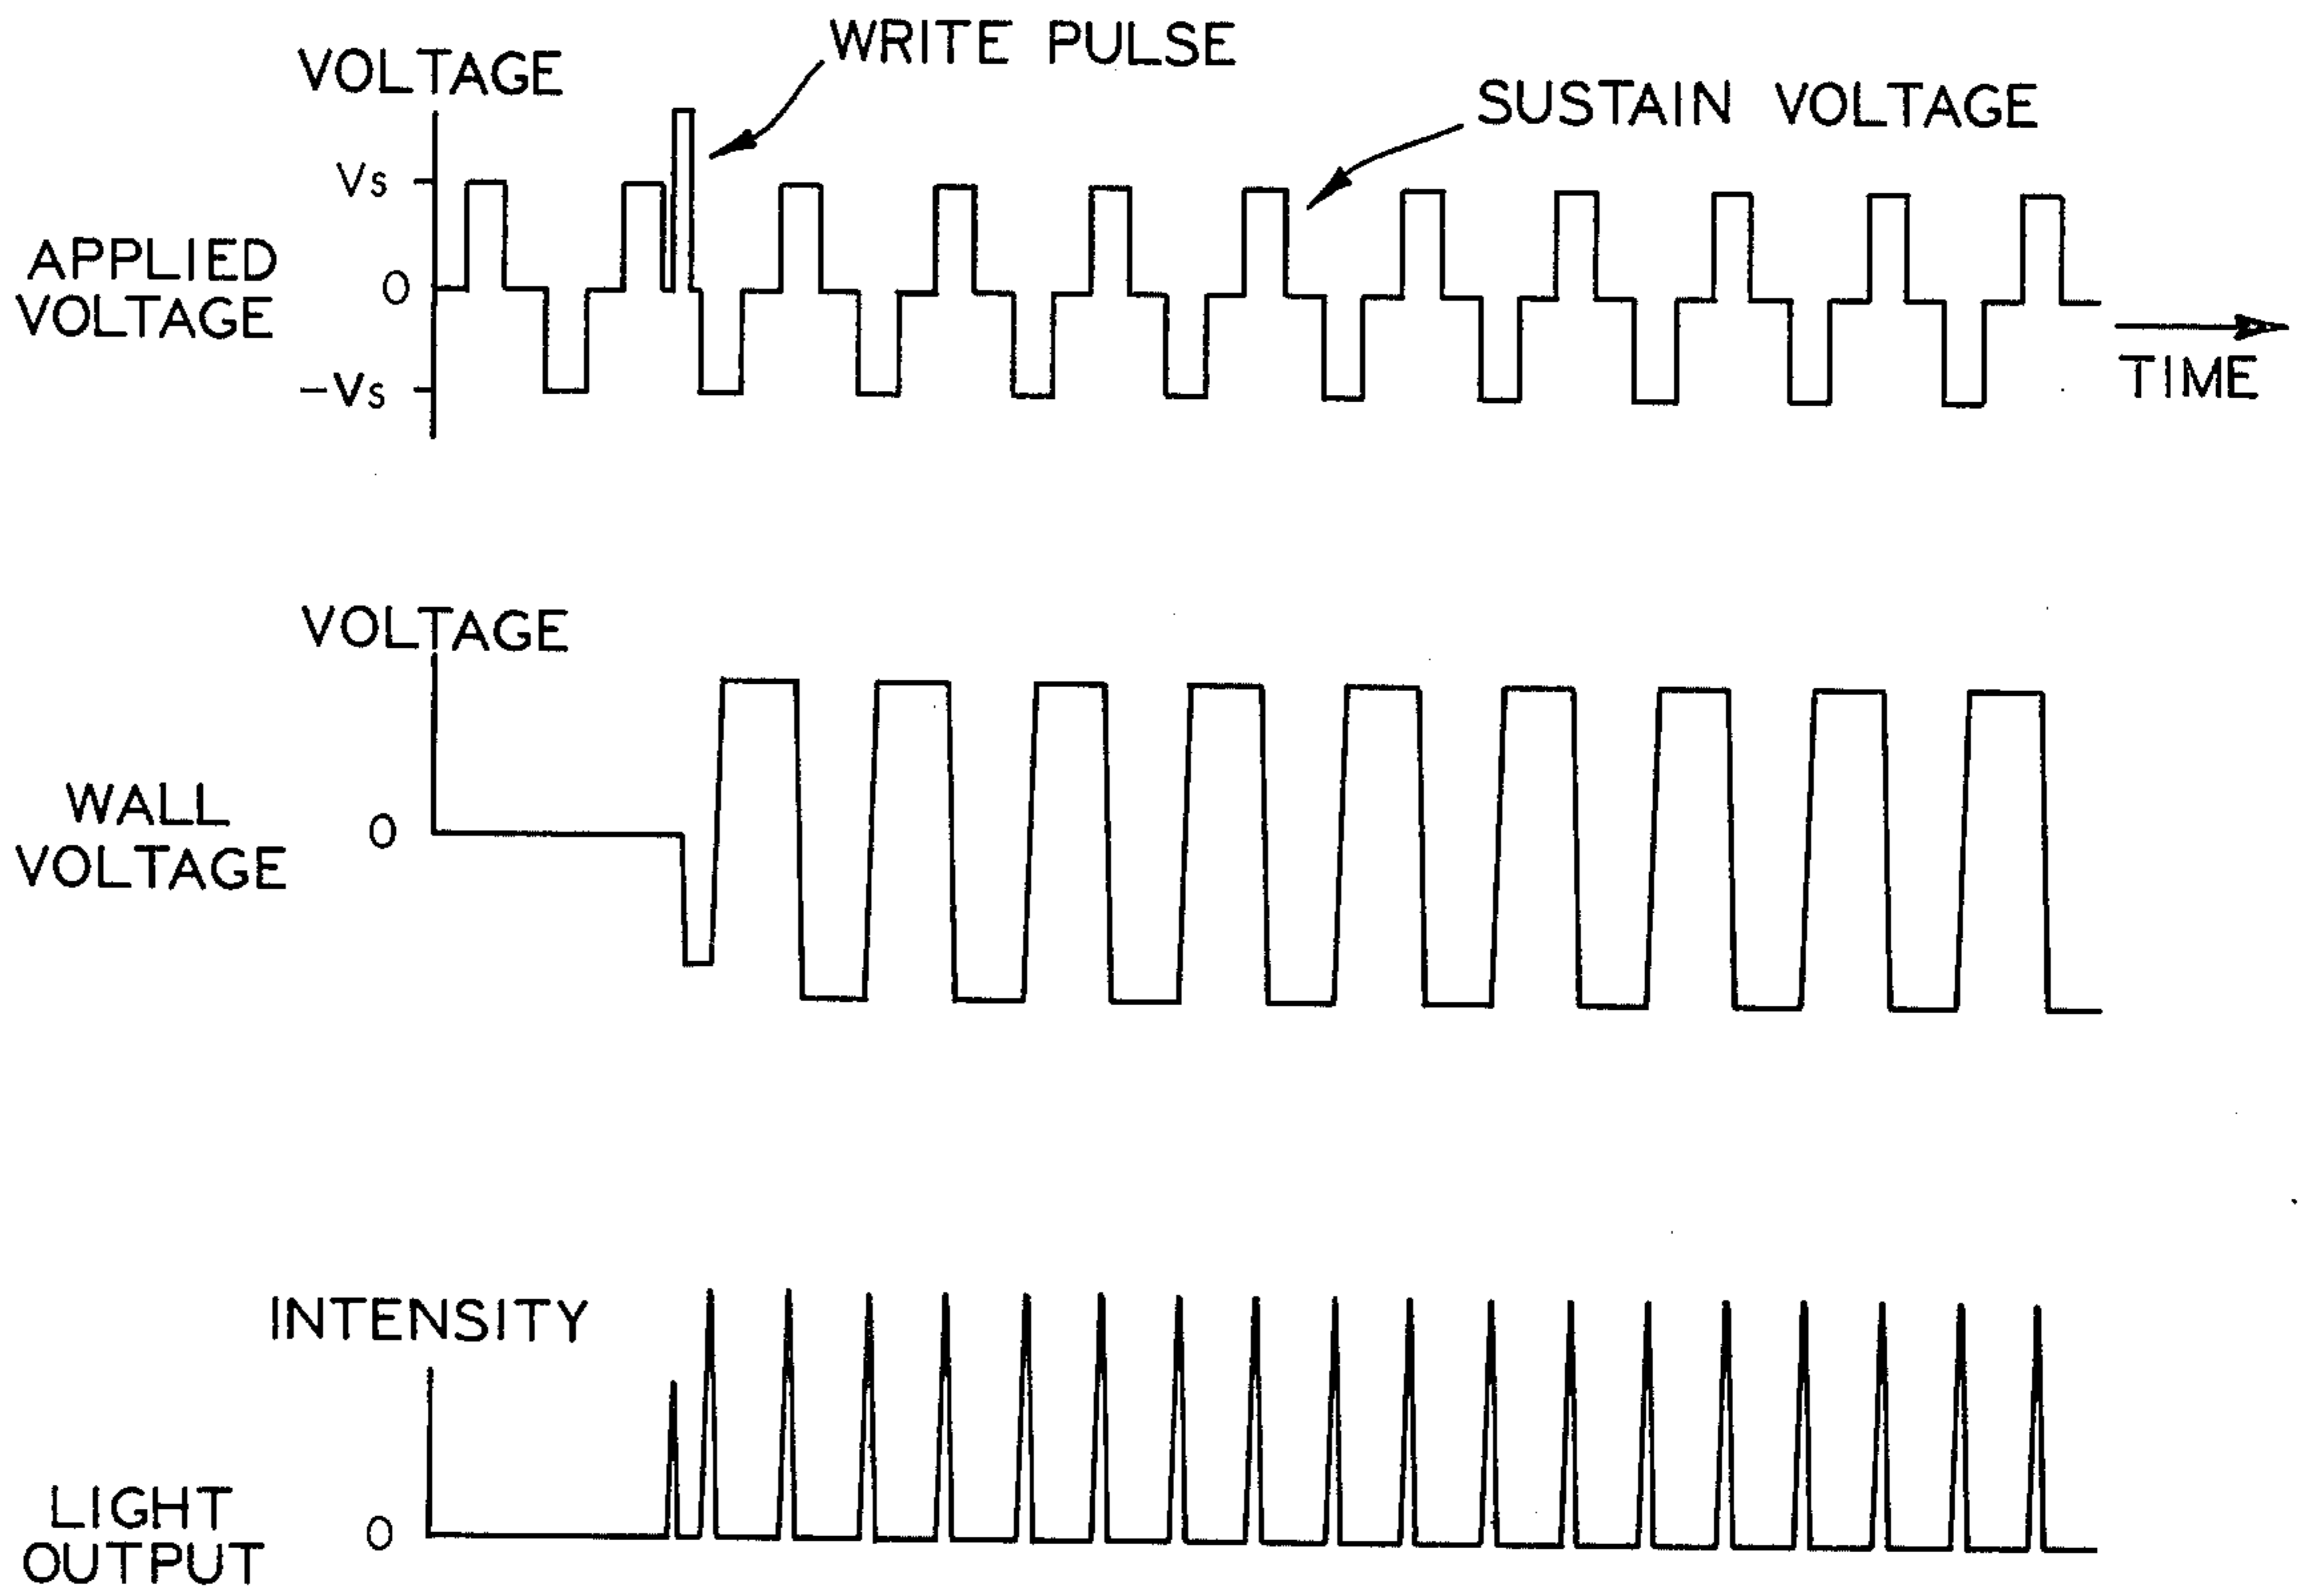 WRITE PULSE
VOLTAGE
SUSTAIN VOLTAGE
Vs
APPLIED
VOLTAGE
0
-Vs
TIME
VOLTAGE
WALL
VOLTAGE
0
INTENSITY
LIGHT
OUTPUT
0